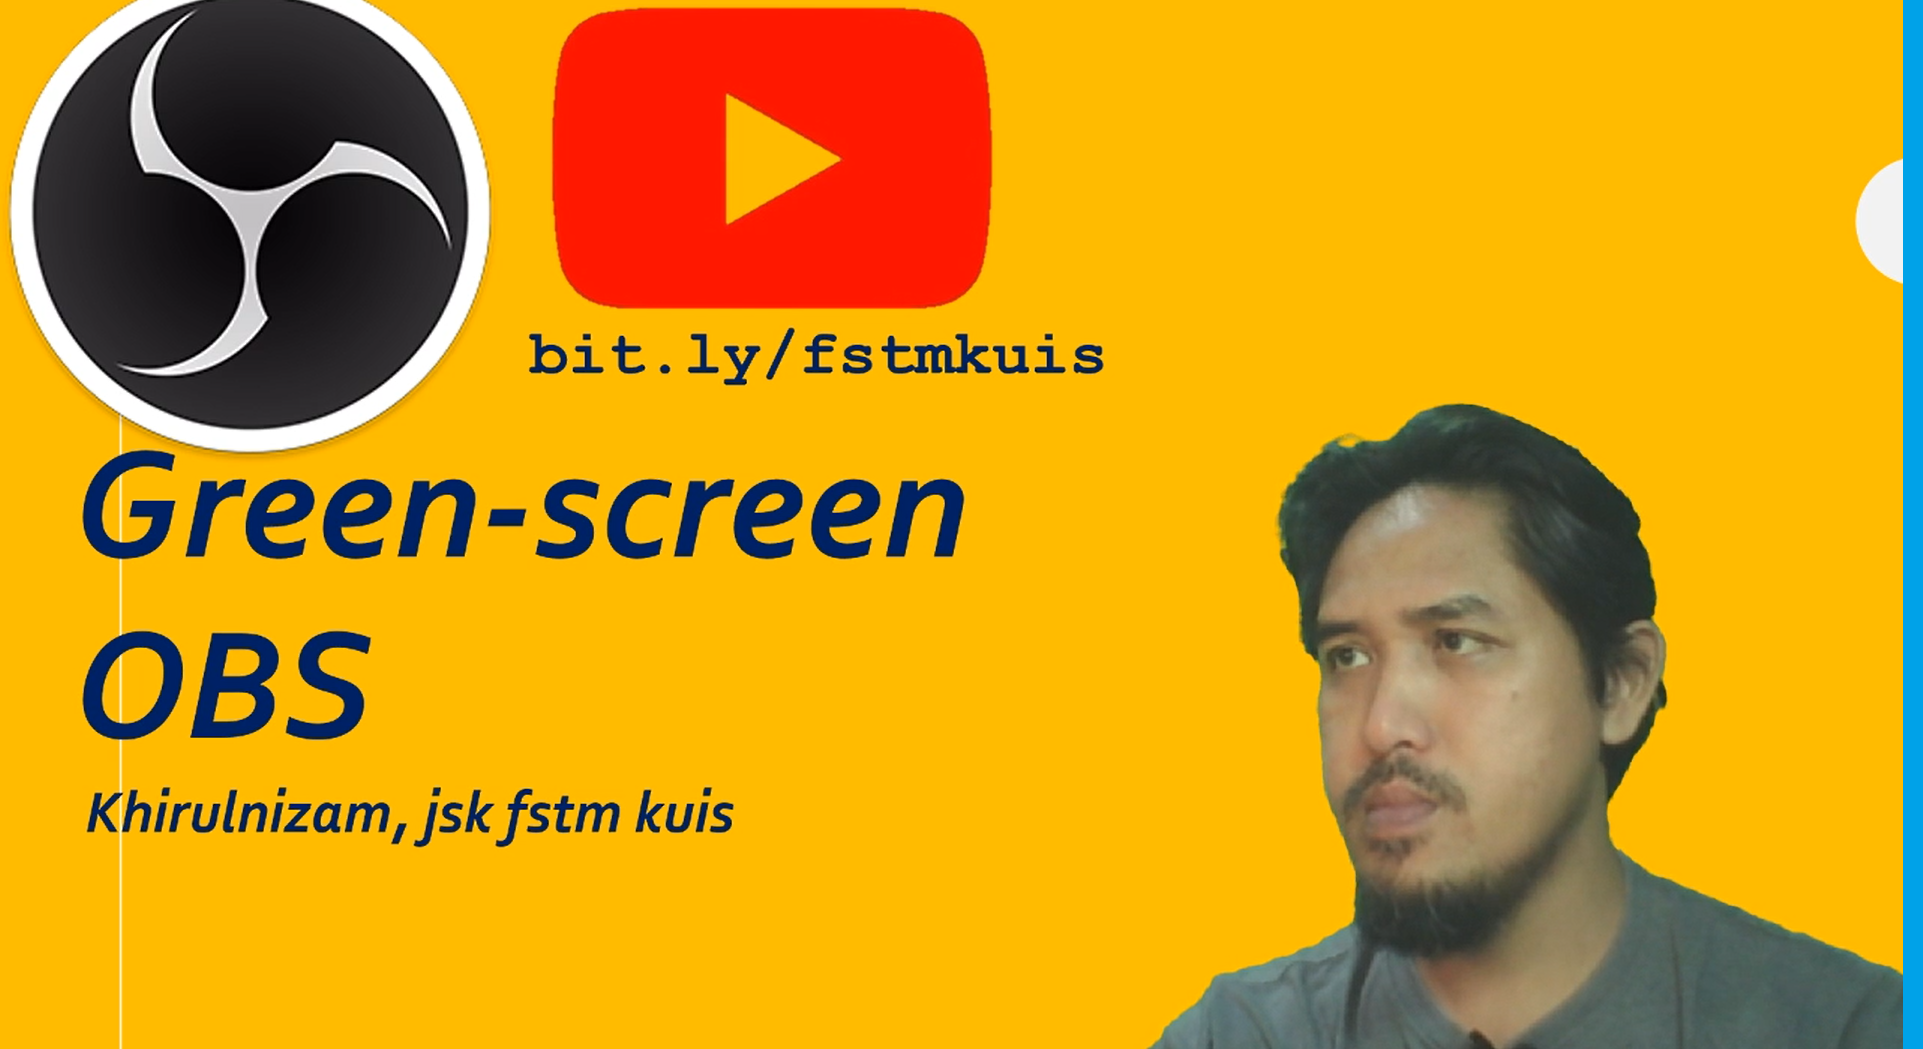 bit.ly/fstmkuis
Green-screen
OBS
Khirulnizam, jsk fstm kuis